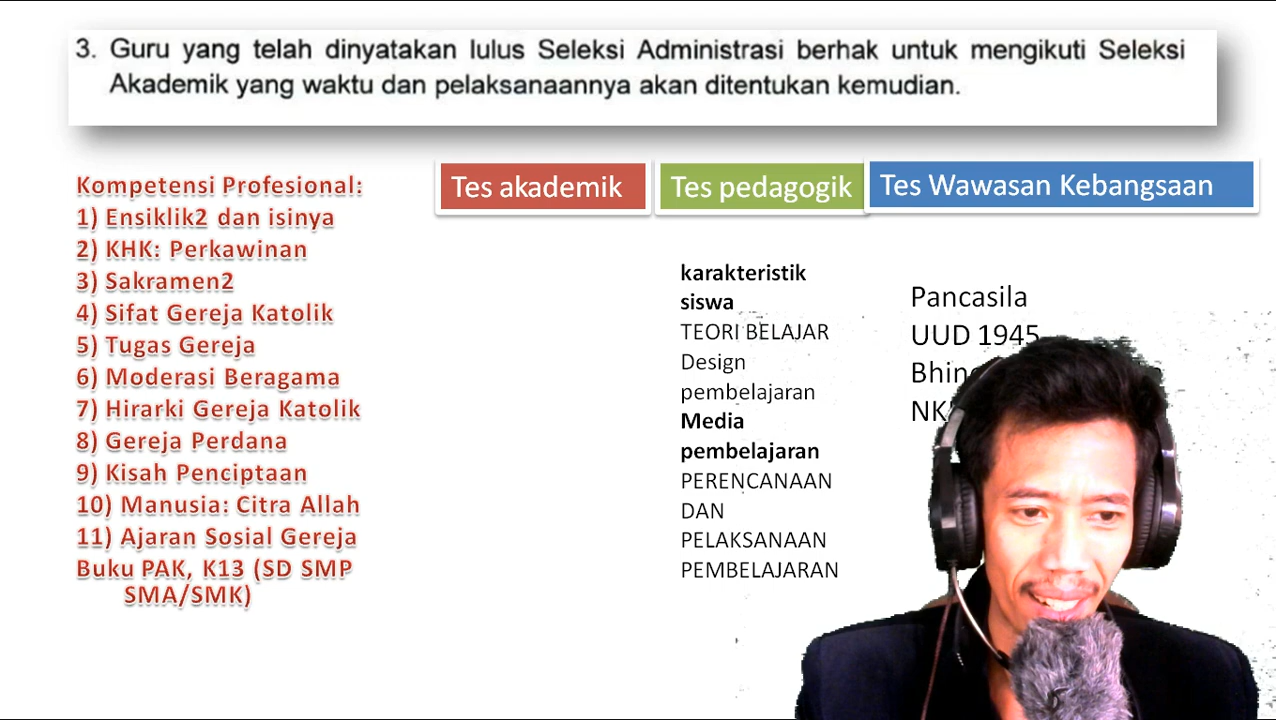 3. Guru yang telah dinyatakan lulus Seleksi Administrasi berhak untuk mengikuti Seleksi
Akademik yang waktu dan pelaksanaannya akan ditentukan kemudian.
Kompetensi Profesional:
1) Ensiklik2 dan isinya
2) KHK: Perkawinan
3) Sakramen2
4) Sifat Gereja Katolik
5) Tugas Gereja
6) Moderasi Beragama
7) Hirarki Gereja Katolik
8) Gereja Perdana
9) Kisah Penciptaan
10) Manusia: Citra Allah
11) Ajaran Sosial Gereja
Buku PAK, K13 (SD SMP
SMA/SMK)
Tes akademik
Tes pedagogik
karakteristik
siswa
TEORI BELAJAR
Design
pembelajaran
Media
pembelajaran
PERENCANAAN
DAN
PELAKSANAAN
PEMBELAJARAN
Tes Wawasan Kebangsaan
Pancasila
UUD 1945